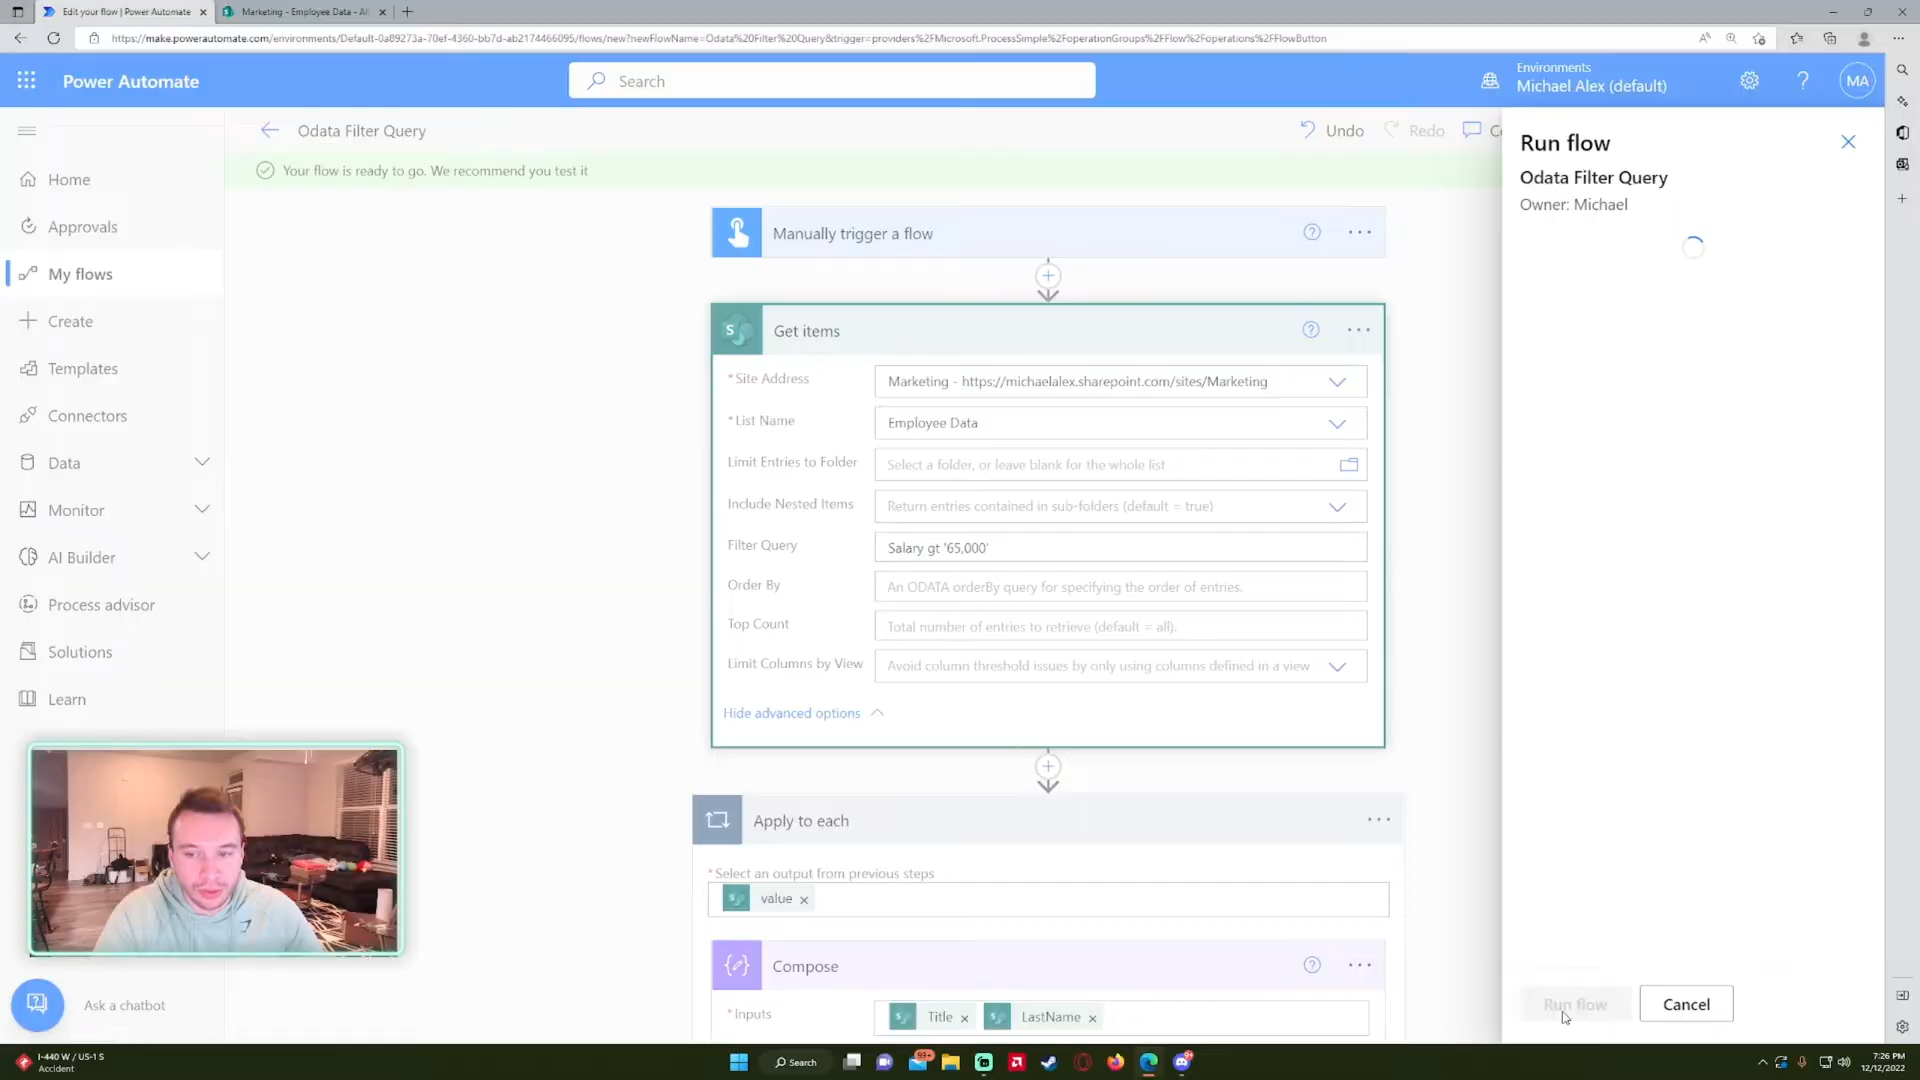 Edit your flow | Power Automate
Marketing - Employee Data - Al
https://make.powerautomate.com/environments/Default-0a89273a-70ef-4360-bb7d-ab2174466095/flows/new?newFlowName=Odata%20Filter%20Query&trigger=providers%2FMicrosoft.ProcessSimple%2FoperationGroups%2FFlow%2Foperations%2FFlowButton
Power Automate
Search
Environments
Michael Alex (default)
MA
Odata Filter Query
Undo
Redo
Co
Your flow is ready to go. We recommend you test it
Home
Approvals
My flows
Create
Templates
Connectors
Data
Monitor
AI Builder
Process advisor
Solutions
Learn
Ask a chatbot
Manually trigger a flow
Get items
*Site Address
Marketing - https://michaelalex.sharepoint.com/sites/Marketing
*List Name
Employee Data
Limit Entries to Folder
Select a folder, or leave blank for the whole list
Include Nested Items
Return entries contained in sub-folders (default = true)
Filter Query
Salary gt '65,000'
Order By
An ODATA orderBy query for specifying the order of entries.
Top Count
Total number of entries to retrieve (default = all).
Limit Columns by View
Avoid column threshold issues by only using columns defined in a view
Hide advanced options
Apply to each
*Select an output from previous steps
value
Compose
*Inputs
Title
LastName
Run flow
Odata Filter Query
Owner: Michael
Run flow
Cancel
I-440 W / US-1 S
Accident
Search
99+
7:26 PM
12/12/2022